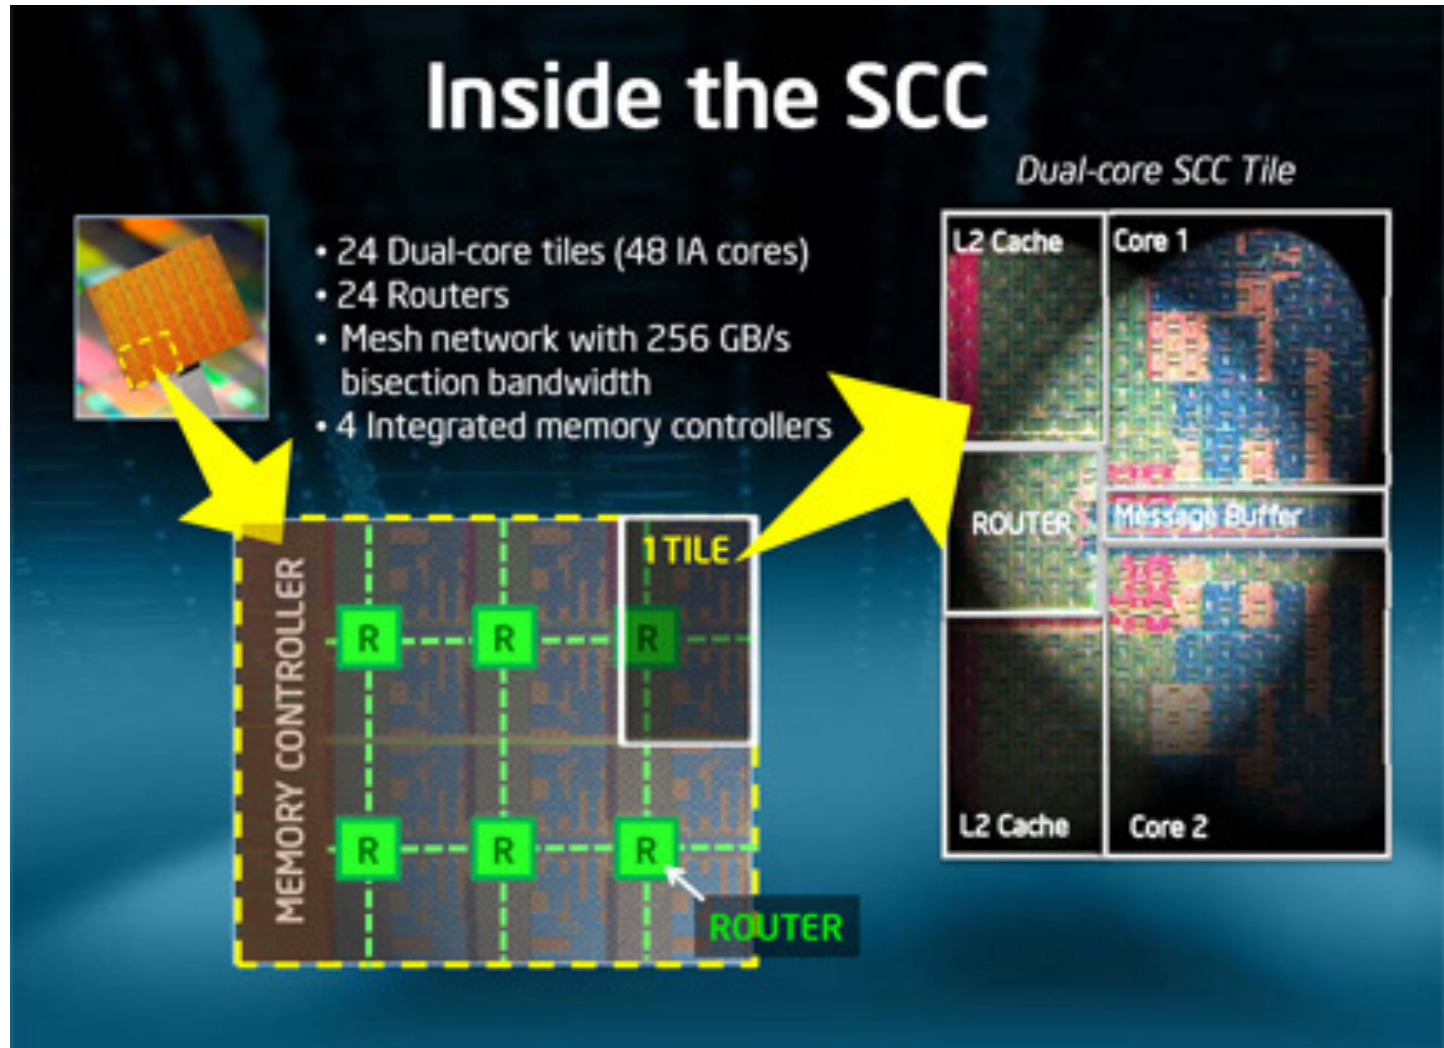 Inside the SCC
Dual-core SCC Tile
• 24 Dual-core tiles (48 IA cores)
• 24 Routers
• Mesh network with 256 GB/s
bisection bandwidth
• 4 Integrated memory controllers
L2 Cache
Core 1
ROUTER
Message Buffer
L2 Cache
Core 2
MEMORY CONTROLLER
1 TILE
R
R
R
R
R
R
ROUTER